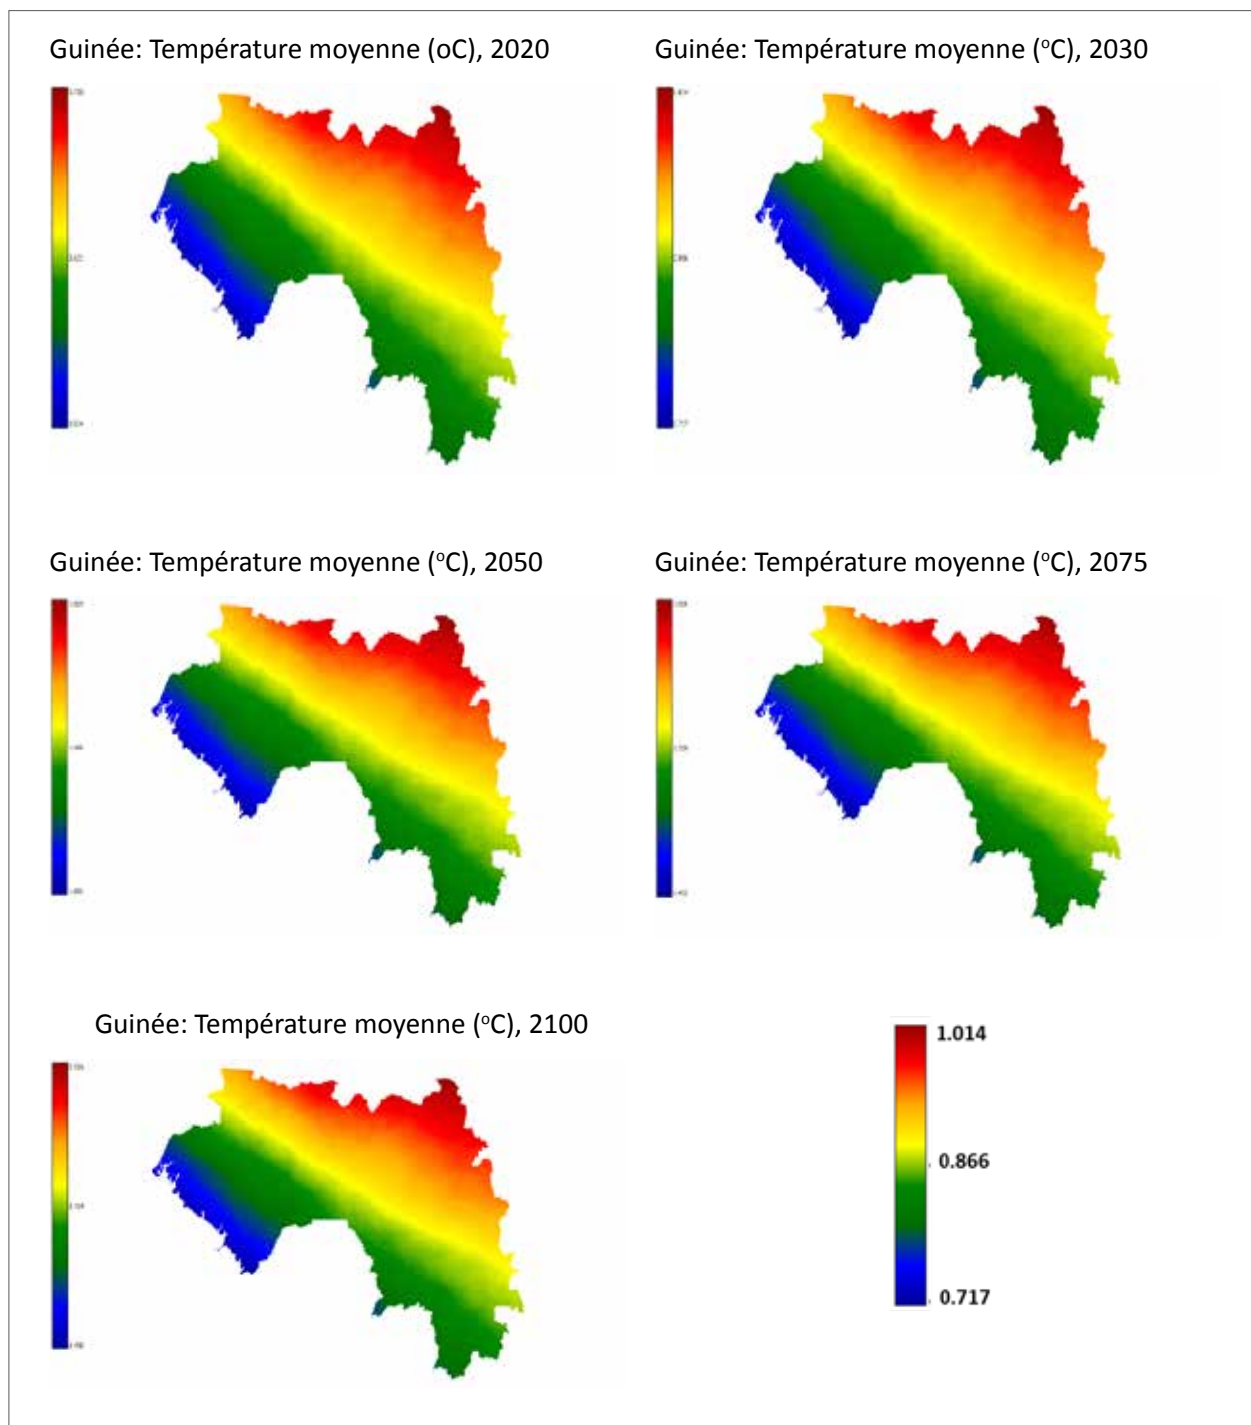 Guinée: Température moyenne (oC), 2020
Guinée: Température moyenne (°C), 2030
Guinée: Température moyenne (°C), 2050
Guinée: Température moyenne (°C), 2075
Guinée: Température moyenne (°C), 2100
1.014
0.866
0.717